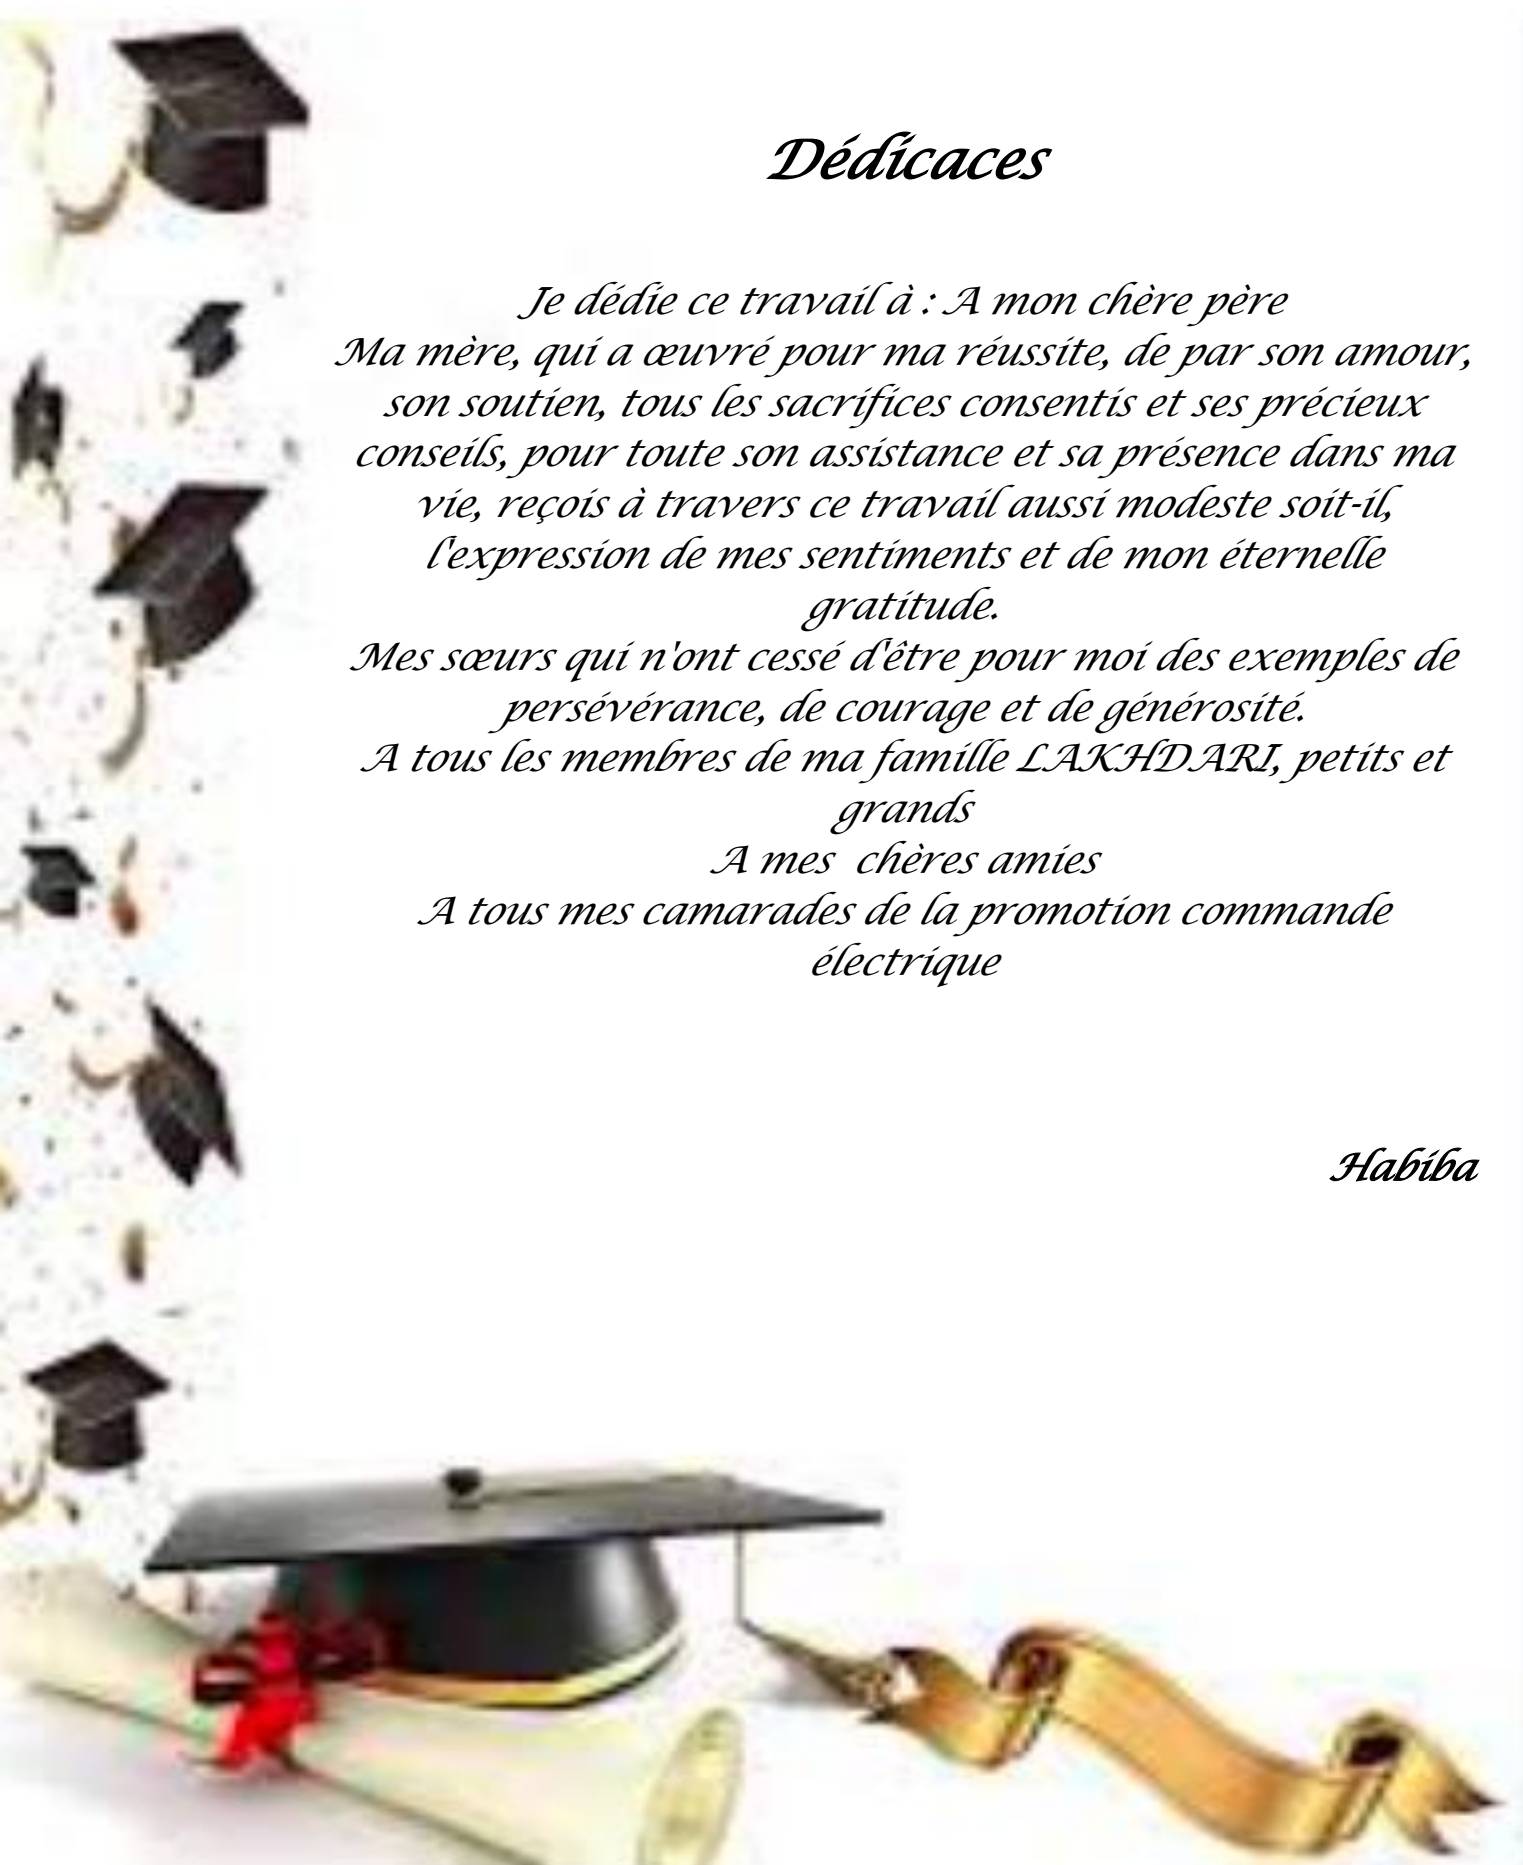 Dédicaces
Je dédie ce travail à : A mon chère père
Ma mère, qui a œuvré pour ma réussite, de par son amour,
son soutien, tous les sacrifices consentis et ses précieux
conseils, pour toute son assistance et sa présence dans ma
vie, reçois à travers ce travail aussi modeste soit-il,
l'expression de mes sentiments et de mon éternelle
gratitude.
Mes sœurs qui n'ont cessé d'être pour moi des exemples de
persévérance, de courage et de générosité.
A tous les membres de ma famille LAKHDARI, petits et
grands
A mes  chères amies
A tous mes camarades de la promotion commande
électrique
Habiba